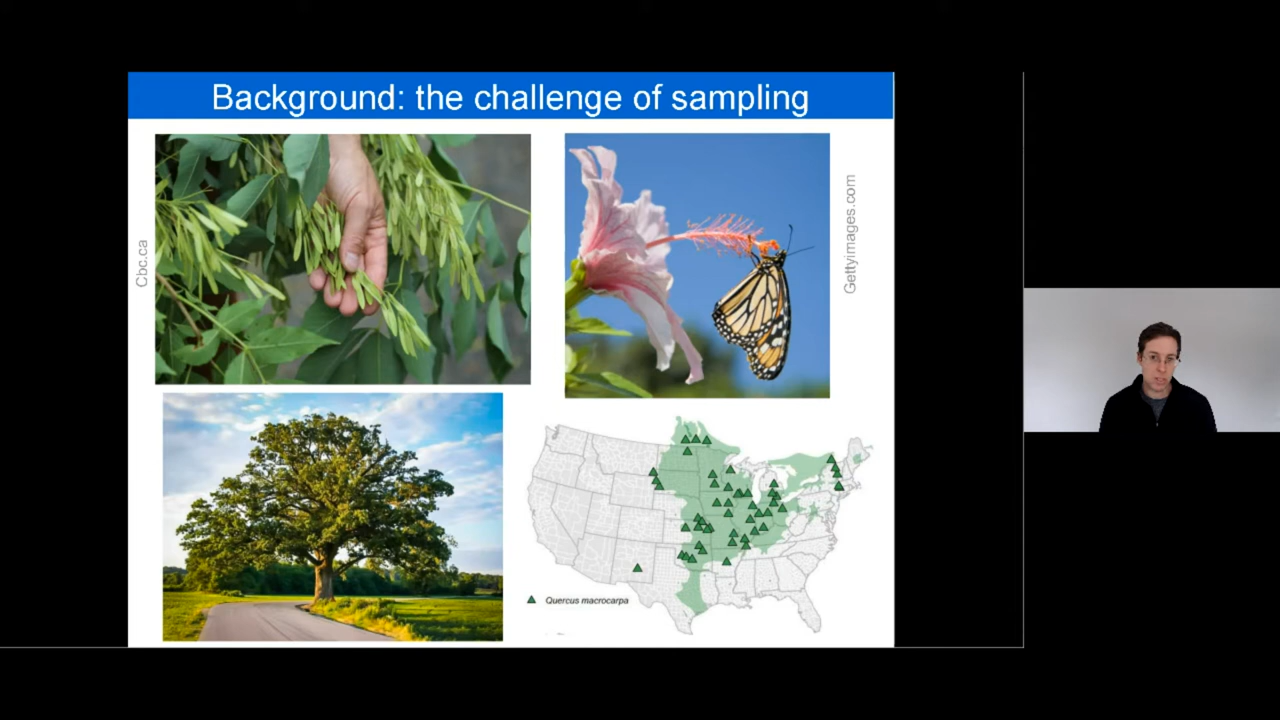 Background: the challenge of sampling
Cbc.ca
Gettyimages.com
Quercus macrocarpa